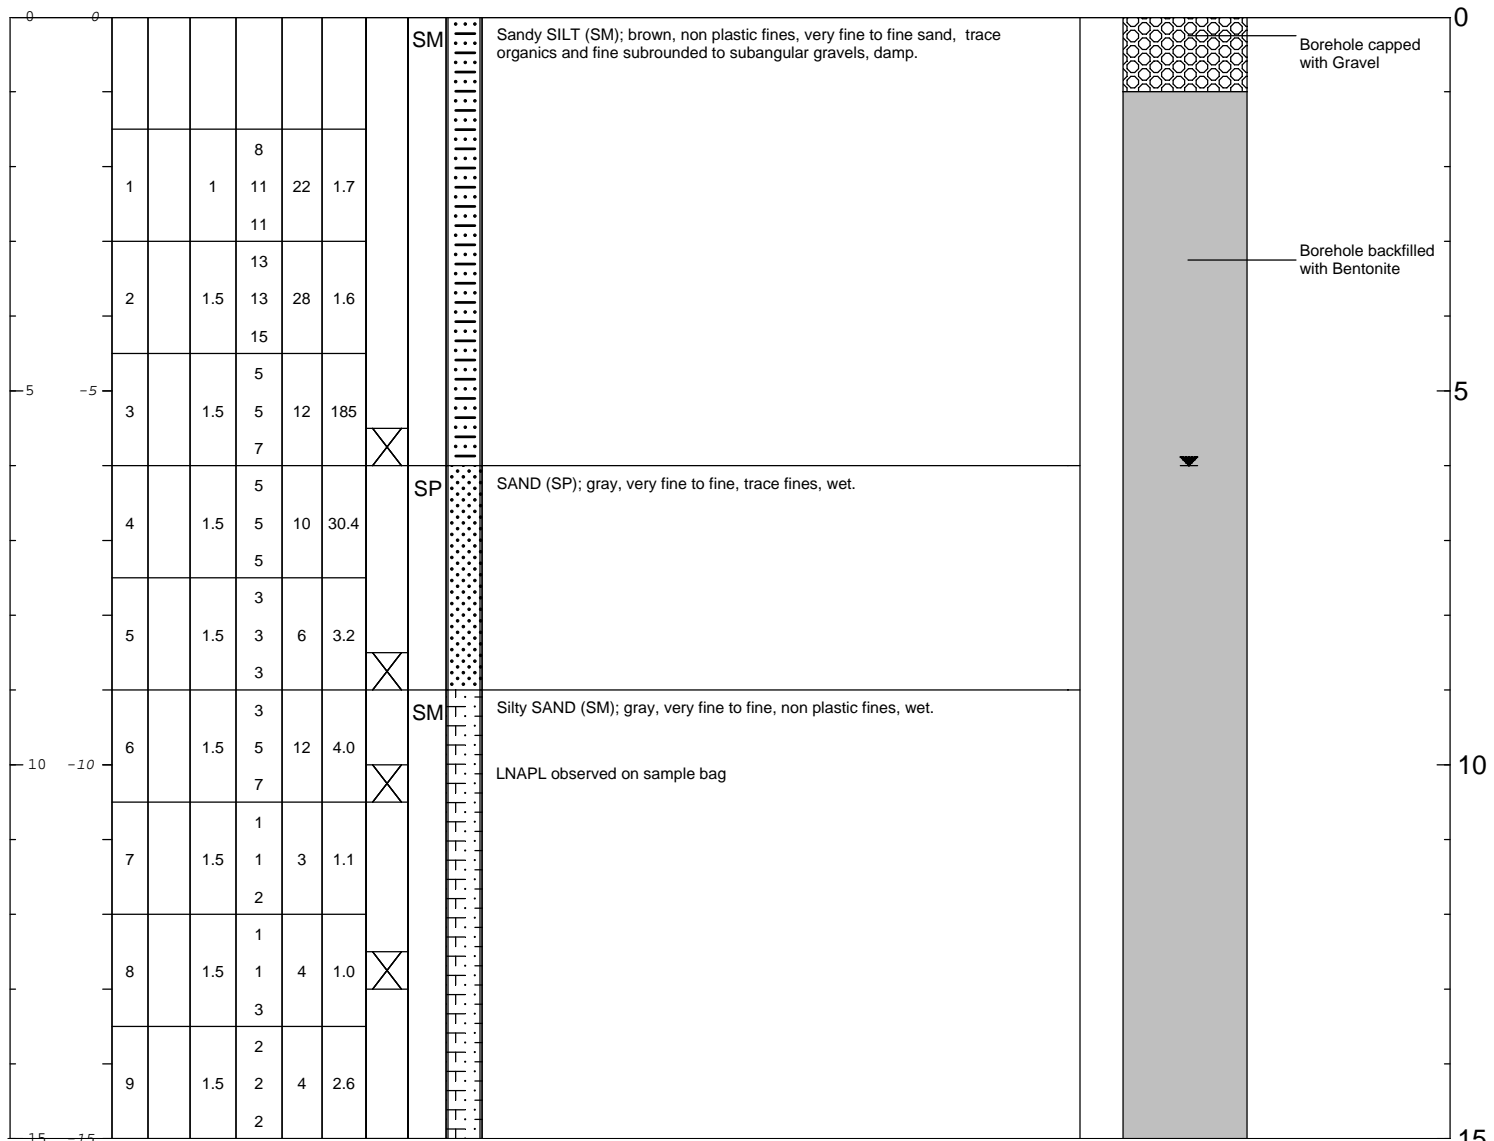 0 0 SM Sandy SILT (SM); brown, non plastic fines, very fine to fine sand, trace 0
organics and fine subrounded to subangular gravels, damp.
Borehole capped
with Gravel
8
1 1 11 22 1.7
11
13
2 1.5 13 28 1.6
15
Borehole backfilled
with Bentonite
5
-5 -5 5
3 1.5 5 12 185
7
5
SP SAND (SP); gray, very fine to fine, trace fines, wet.
4 1.5 5 10 30.4
5
3
5 1.5 3 6 3.2
3
3
SM Silty SAND (SM); gray, very fine to fine, non plastic fines, wet.
6 1.5 5 12 4.0
10 -10 10
LNAPL observed on sample bag
7
1
7 1.5 1 3 1.1
2
1
8 1.5 1 4 1.0
3
2
9 1.5 2 4 2.6
2
15 -15 15